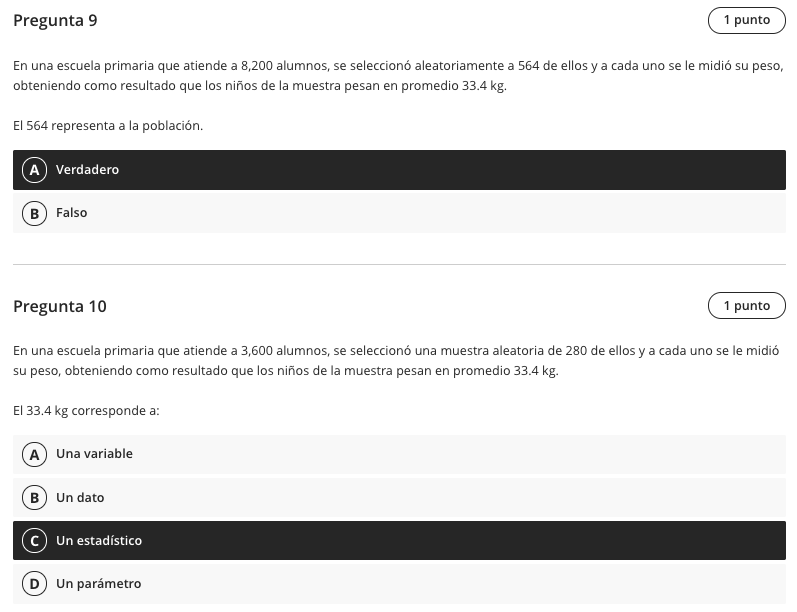 Pregunta 9
1 punto
En una escuela primaria que atiende a 8,200 alumnos, se seleccionó aleatoriamente a 564 de ellos y a cada uno se le midió su peso,
obteniendo como resultado que los niños de la muestra pesan en promedio 33.4 kg.
El 564 representa a la población.
A Verdadero
B Falso
Pregunta 10
1 punto
En una escuela primaria que atiende a 3,600 alumnos, se seleccionó una muestra aleatoria de 280 de ellos y a cada uno se le midió
su peso, obteniendo como resultado que los niños de la muestra pesan en promedio 33.4 kg.
El 33.4 kg corresponde a:
A Una variable
B Un dato
C Un estadístico
D Un parámetro